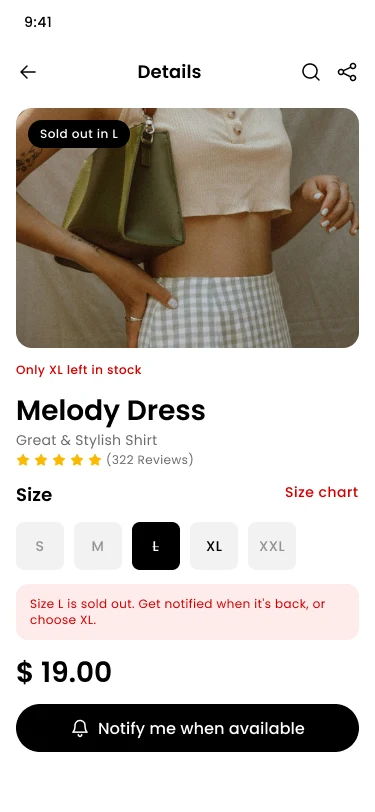 9:41
Details
Sold out in L
Only XL left in stock
Melody Dress
Great & Stylish Shirt
(322 Reviews)
Size
Size chart
S
M
L
XL
XXL
Size L is sold out. Get notified when it's back, or
choose XL.
$ 19.00
Notify me when available